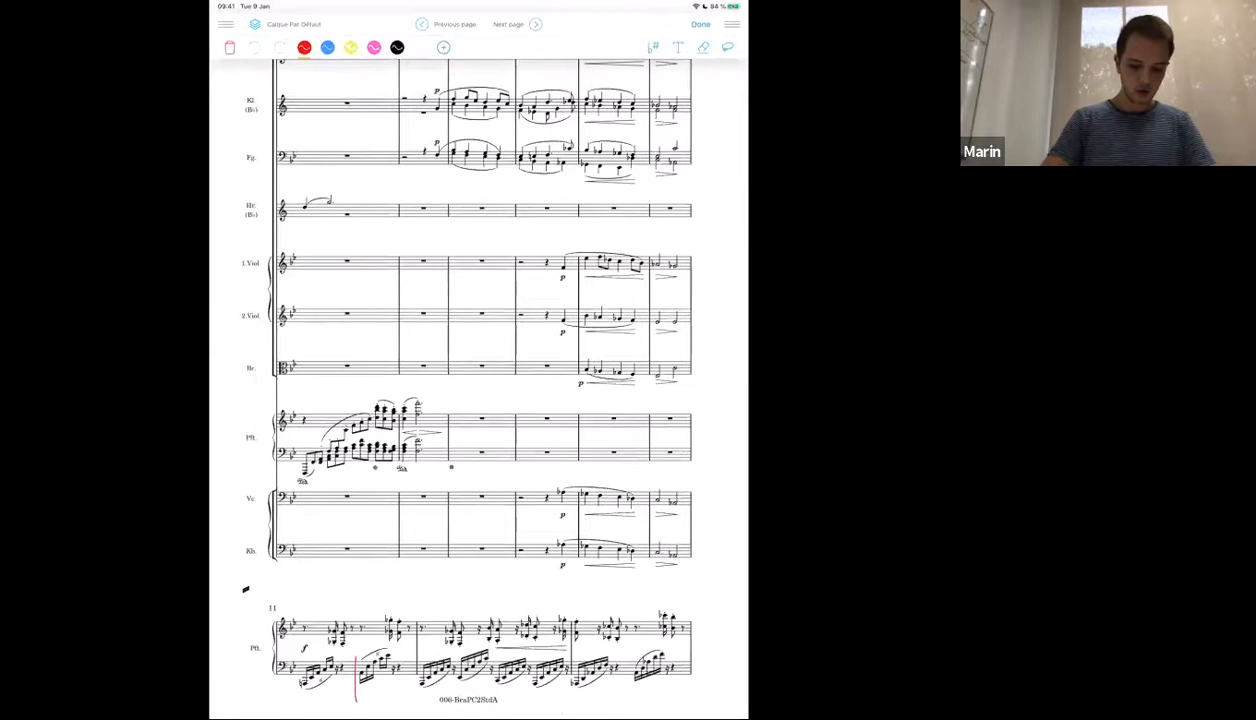 09:41 Tue 9 Jan 84 %
Calque Par Défaut Previous page Next page Done
Marin
Kl.
(B♭)
p
Fg.
p
Hr.
(B♭)
1.Viol
p
2.Viol.
p
Br.
p
Pft.
Vc.
p
Kb.
p
11
Pft.
f
006-BraPC2StdA